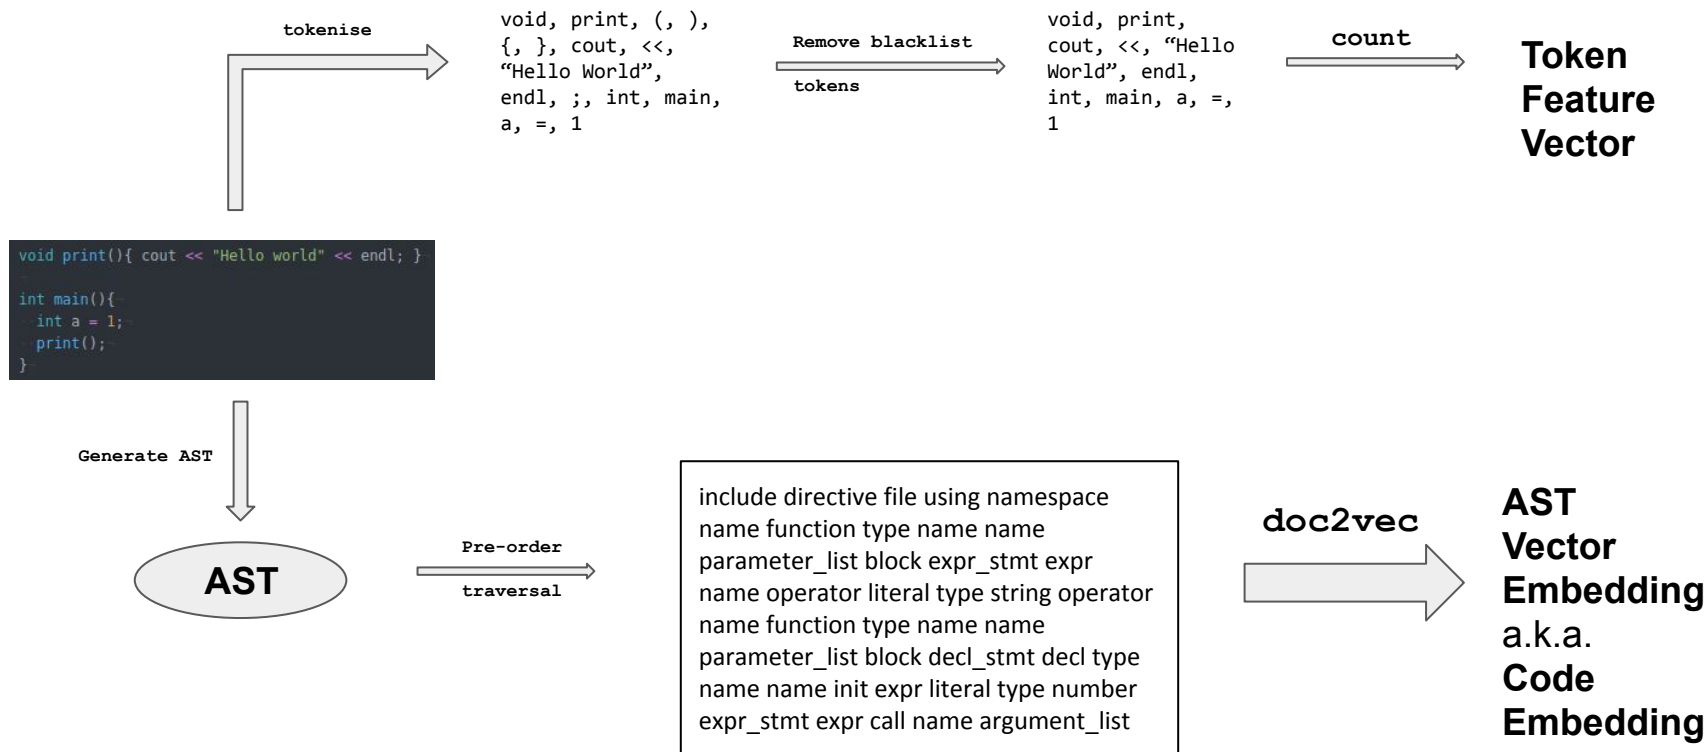 tokenise
void, print, (, ),
{, }, cout, <<,
“Hello World”,
endl, ;, int, main,
a, =, 1
Remove blacklist
tokens
void, print,
cout, <<, “Hello
World”, endl,
int, main, a, =,
1
count
Token
Feature
Vector
void print(){ cout << "Hello world" << endl; }
int main(){
int a = 1;
print();
}
Generate AST
AST
Pre-order
traversal
include directive file using namespace
name function type name name
parameter_list block expr_stmt expr
name operator literal type string operator
name function type name name
parameter_list block decl_stmt decl type
name name init expr literal type number
expr_stmt expr call name argument_list
doc2vec
AST
Vector
Embedding
a.k.a.
Code
Embedding